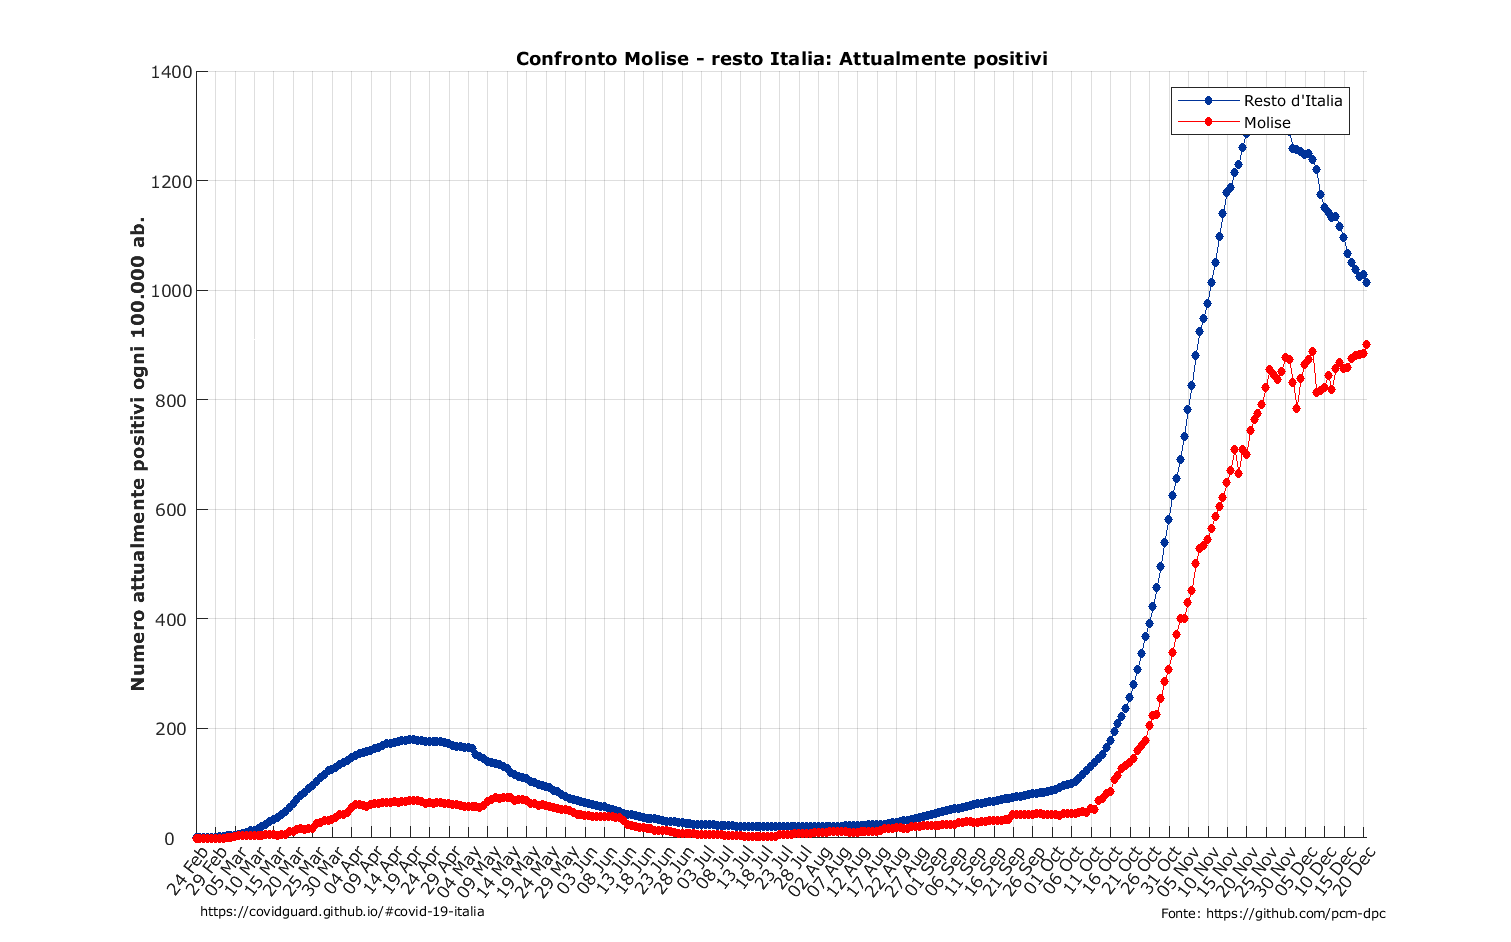 Confronto Molise - resto Italia: Attualmente positivi
1400
1200
1000
800
600
400
200
0
Numero attualmente positivi ogni 100.000 ab.
Resto d'Italia
Molise
24 Feb
29 Feb
05 Mar
10 Mar
15 Mar
20 Mar
25 Mar
30 Mar
04 Apr
09 Apr
14 Apr
19 Apr
24 Apr
29 Apr
04 May
09 May
14 May
19 May
24 May
29 May
03 Jun
08 Jun
13 Jun
18 Jun
23 Jun
28 Jun
03 Jul
08 Jul
13 Jul
18 Jul
23 Jul
28 Jul
02 Aug
07 Aug
12 Aug
17 Aug
22 Aug
27 Aug
01 Sep
06 Sep
11 Sep
16 Sep
21 Sep
26 Sep
01 Oct
06 Oct
11 Oct
16 Oct
21 Oct
26 Oct
31 Oct
05 Nov
10 Nov
15 Nov
20 Nov
25 Nov
30 Nov
05 Dec
10 Dec
15 Dec
20 Dec
https://covidguard.github.io/#covid-19-italia
Fonte: https://github.com/pcm-dpc